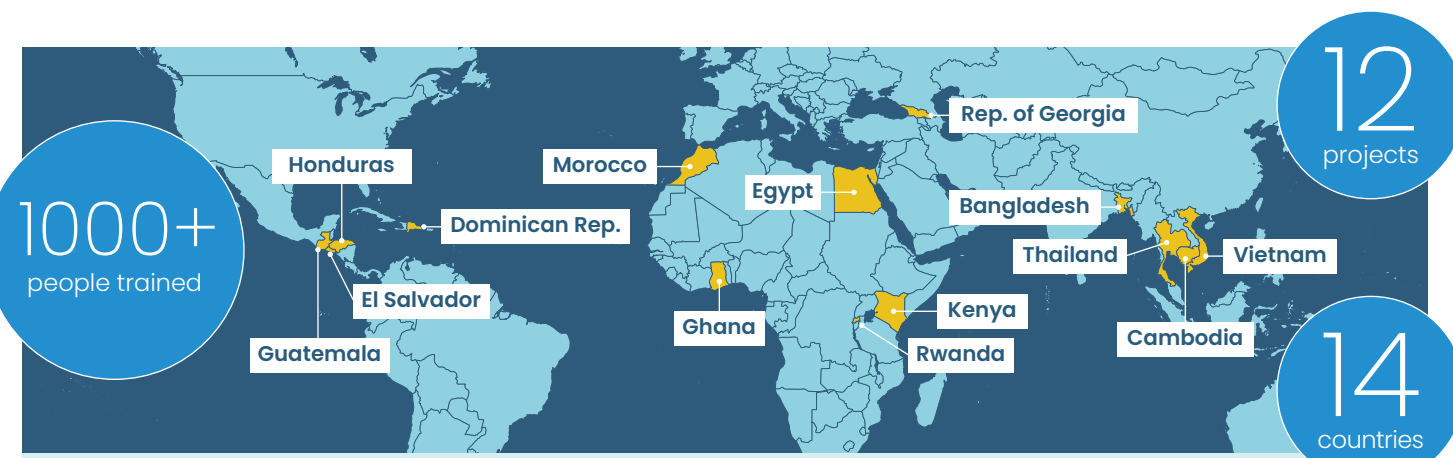 12
projects
Rep. of Georgia
Honduras
Morocco
Egypt
Bangladesh
1000+
people trained
Dominican Rep.
Thailand
Vietnam
El Salvador
Kenya
Ghana
Cambodia
Guatemala
Rwanda
14
countries